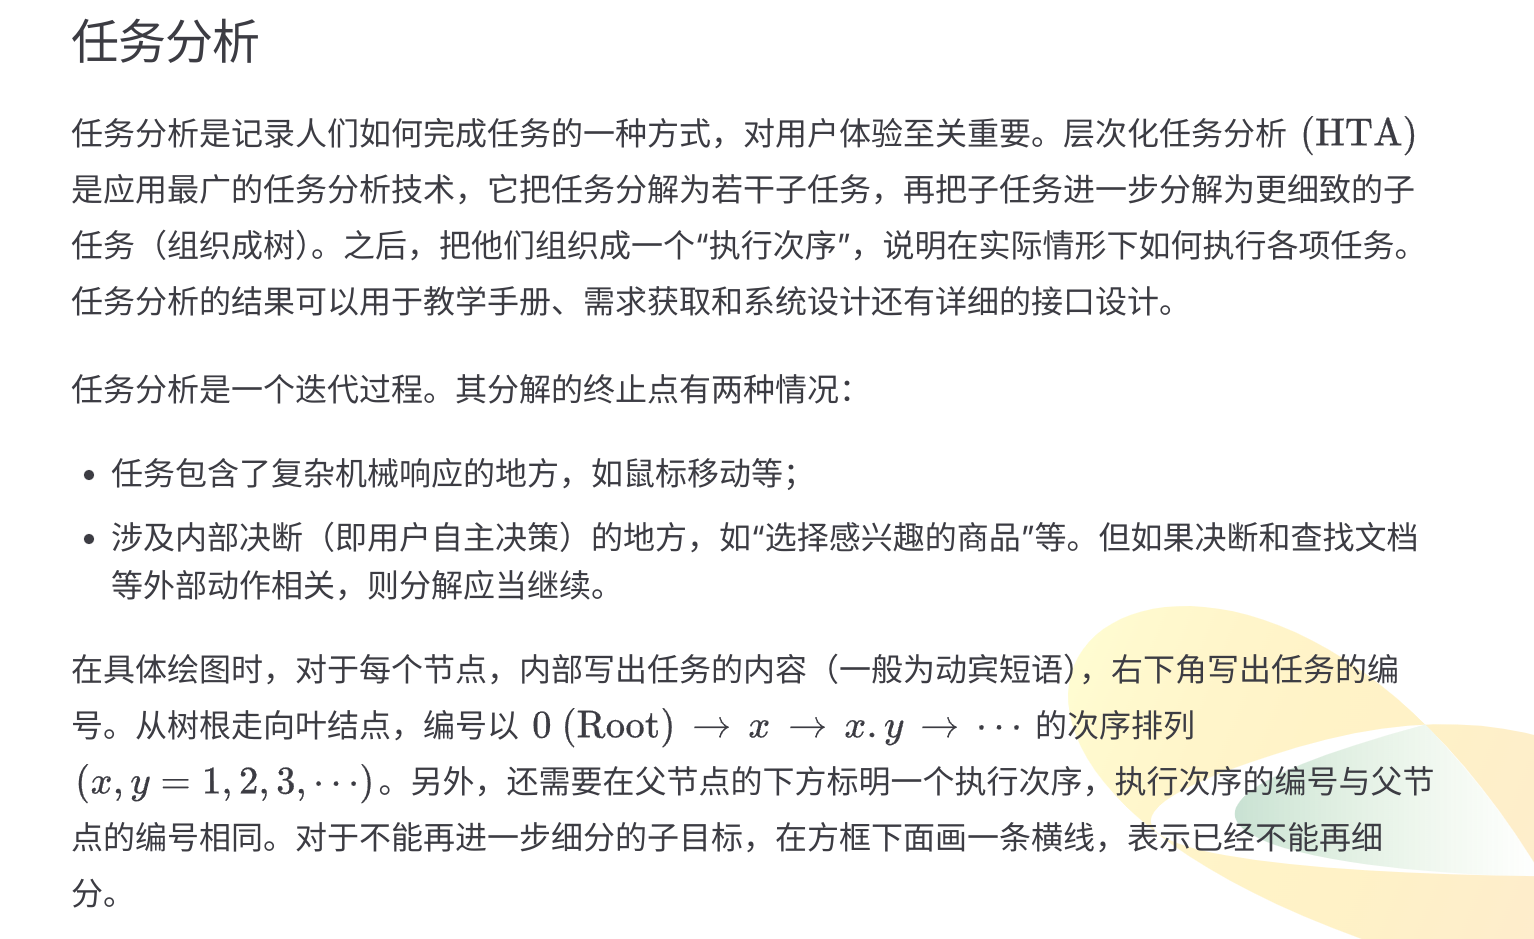 任务分析
任务分析是记录人们如何完成任务的一种方式，对用户体验至关重要。层次化任务分析 (HTA)
是应用最广的任务分析技术，它把任务分解为若干子任务，再把子任务进一步分解为更细致的子
任务（组织成树）。之后，把他们组织成一个“执行次序”，说明在实际情形下如何执行各项任务。
任务分析的结果可以用于教学手册、需求获取和系统设计还有详细的接口设计。
任务分析是一个迭代过程。其分解的终止点有两种情况：
• 任务包含了复杂机械响应的地方，如鼠标移动等；
• 涉及内部决断（即用户自主决策）的地方，如“选择感兴趣的商品”等。但如果决断和查找文档
等外部动作相关，则分解应当继续。
在具体绘图时，对于每个节点，内部写出任务的内容（一般为动宾短语），右下角写出任务的编
号。从树根走向叶结点，编号以 0 (Root) → x → x.y → ⋯ 的次序排列
(x, y = 1, 2, 3, ⋯)。另外，还需要在父节点的下方标明一个执行次序，执行次序的编号与父节
点的编号相同。对于不能再进一步细分的子目标，在方框下面画一条横线，表示已经不能再细
分。